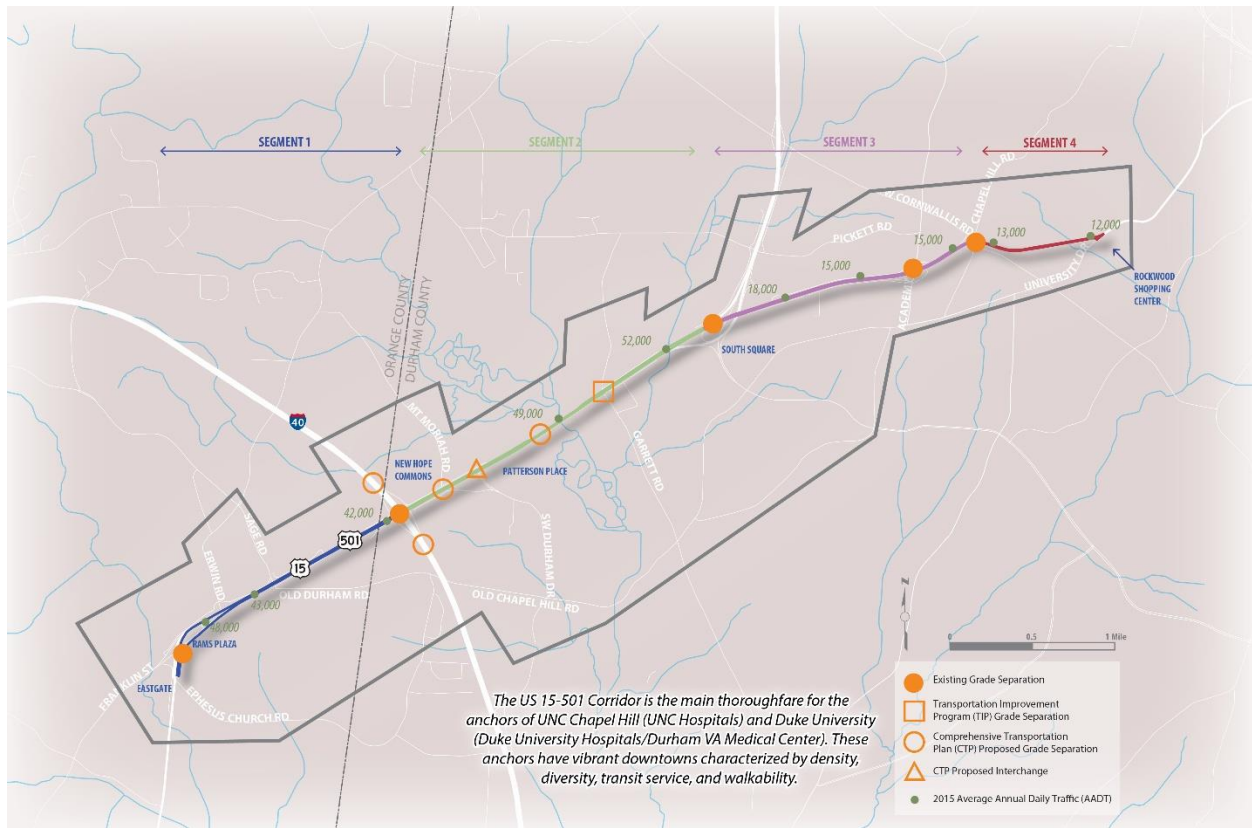 SEGMENT 1
SEGMENT 2
SEGMENT 3
SEGMENT 4
CHAPEL HILL RD
W CORNWALLIS RD
PICKETT RD
15,000
13,000
12,000
15,000
UNIVERSITY DR
ROCKWOOD
SHOPPING
CENTER
18,000
ACADEMY
ORANGE COUNTY
DURHAM COUNTY
52,000
SOUTH SQUARE
40
MT MORIAH RD
49,000
GARRETT RD
NEW HOPE
COMMONS
PATTERSON PLACE
42,000
SAGE RD
501
15
SW DURHAM DR
ERWIN RD
OLD DURHAM RD
OLD CHAPEL HILL RD
43,000
48,000
RAMS PLAZA
FRANKLIN ST
EASTGATE
EPHESUS CHURCH RD
Z
0 0.5 1 Mile
The US 15-501 Corridor is the main thoroughfare for the
anchors of UNC Chapel Hill (UNC Hospitals) and Duke University
(Duke University Hospitals/Durham VA Medical Center). These
anchors have vibrant downtowns characterized by density,
diversity, transit service, and walkability.
Existing Grade Separation
Transportation Improvement
Program (TIP) Grade Separation
Comprehensive Transportation
Plan (CTP) Proposed Grade Separation
CTP Proposed Interchange
2015 Average Annual Daily Traffic (AADT)